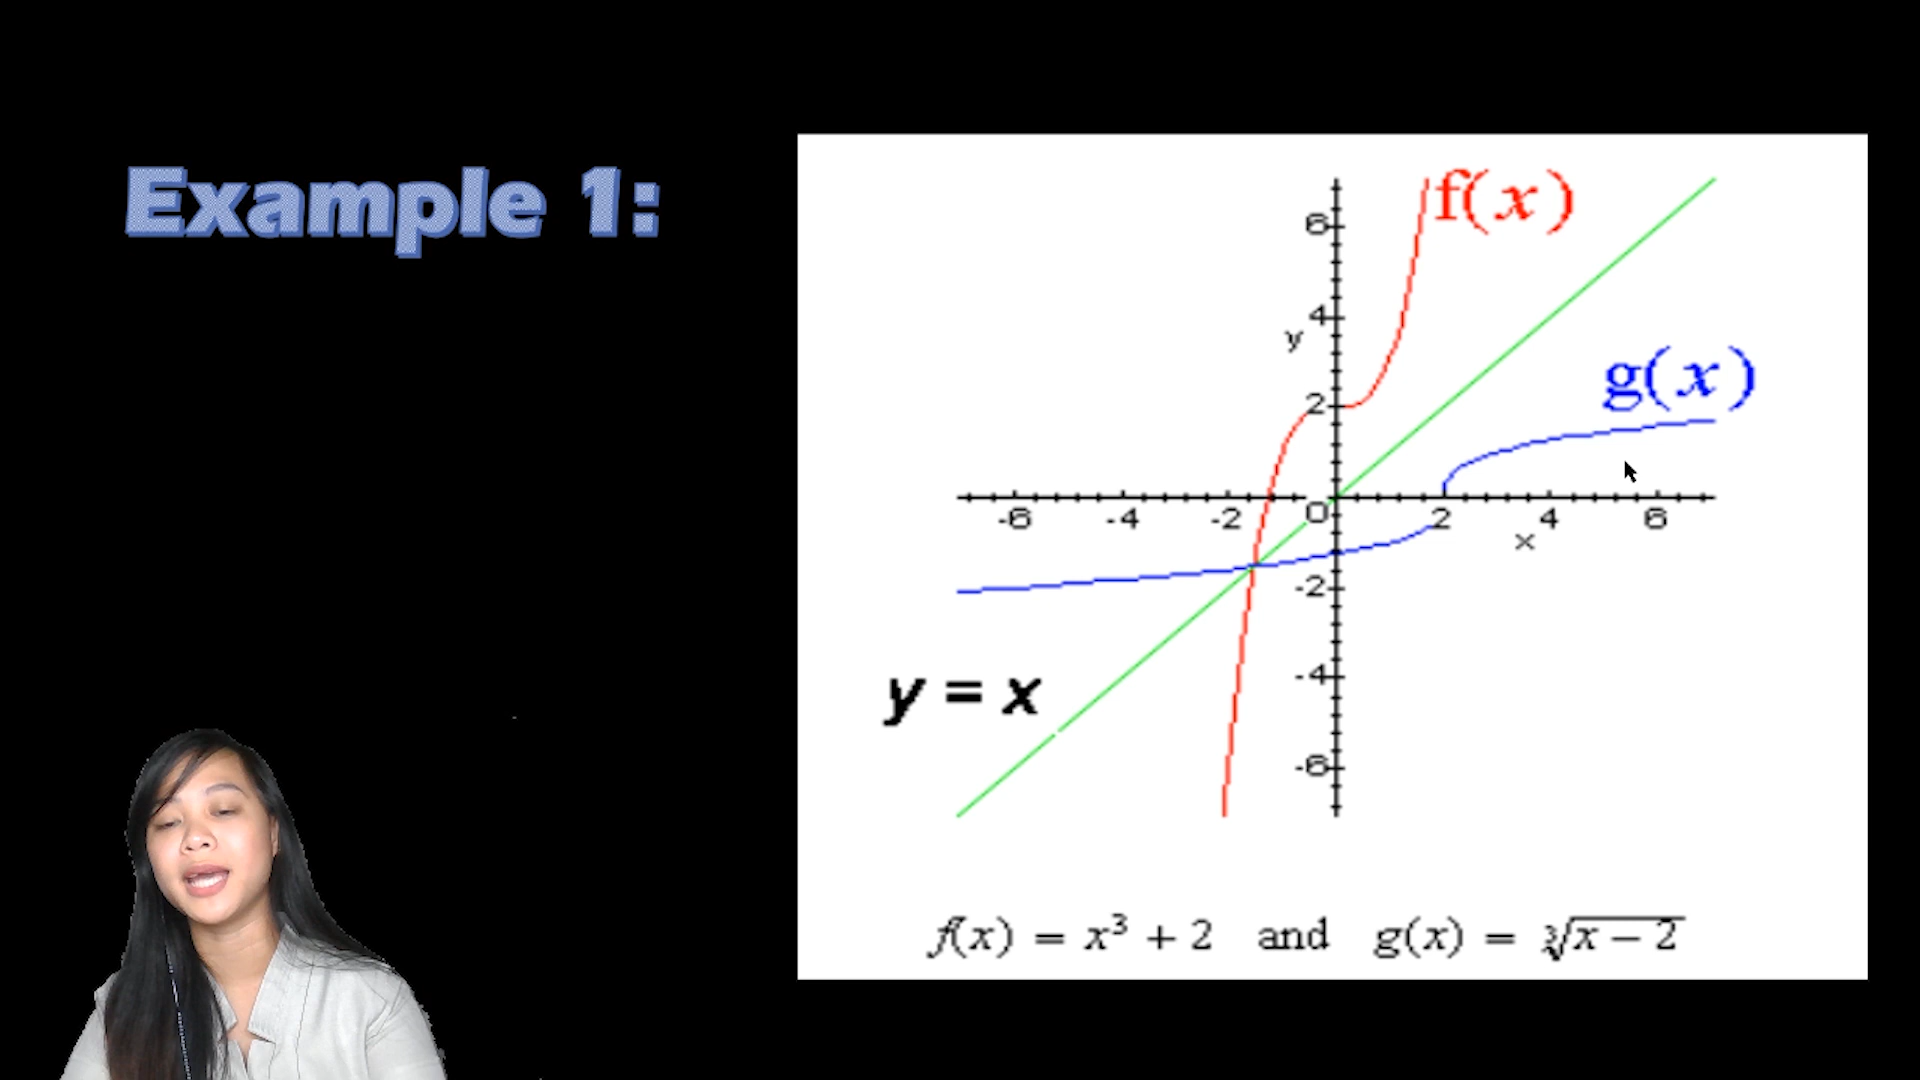 Example 1:
f(x)
6
4
y
2
g(x)
-6 -4 -2 0 2 4 6
x
-2
y = x
-4
-6
f(x) = x³ + 2 and g(x) = ∛x − 2